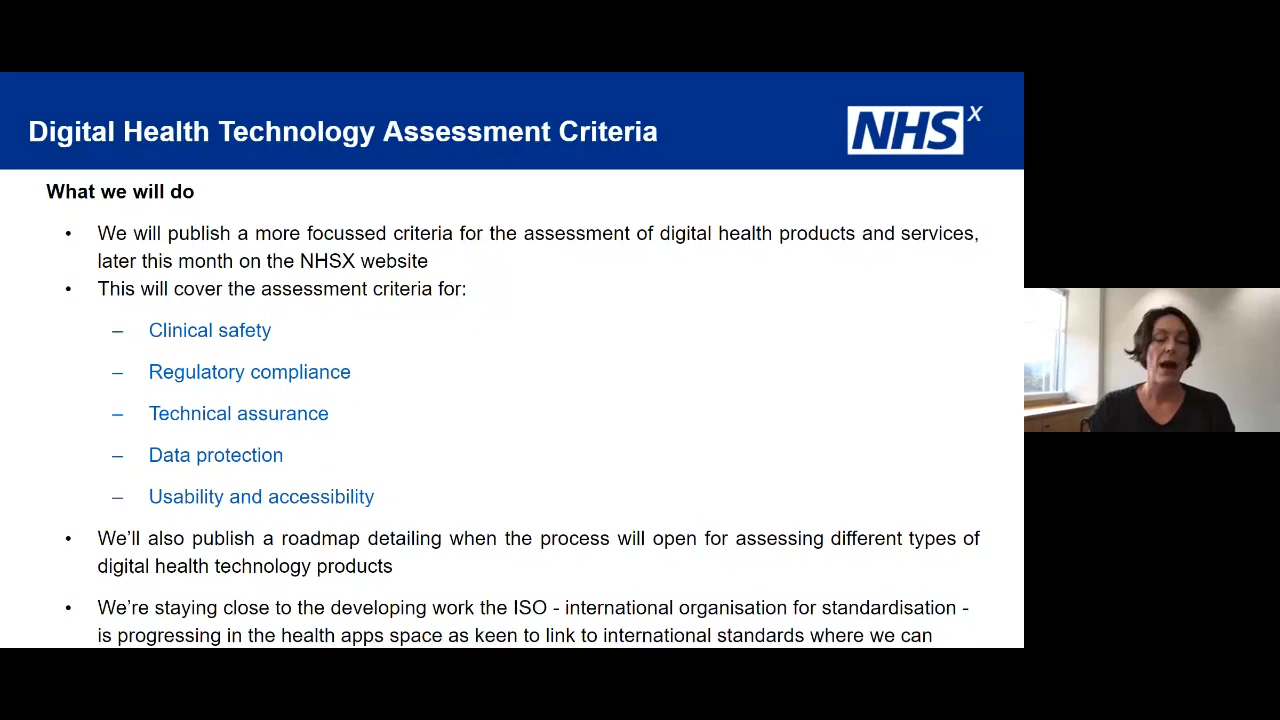 Digital Health Technology Assessment Criteria
NHS X
What we will do
• We will publish a more focussed criteria for the assessment of digital health products and services,
later this month on the NHSX website
• This will cover the assessment criteria for:
– Clinical safety
– Regulatory compliance
– Technical assurance
– Data protection
– Usability and accessibility
• We’ll also publish a roadmap detailing when the process will open for assessing different types of
digital health technology products
• We’re staying close to the developing work the ISO - international organisation for standardisation -
is progressing in the health apps space as keen to link to international standards where we can